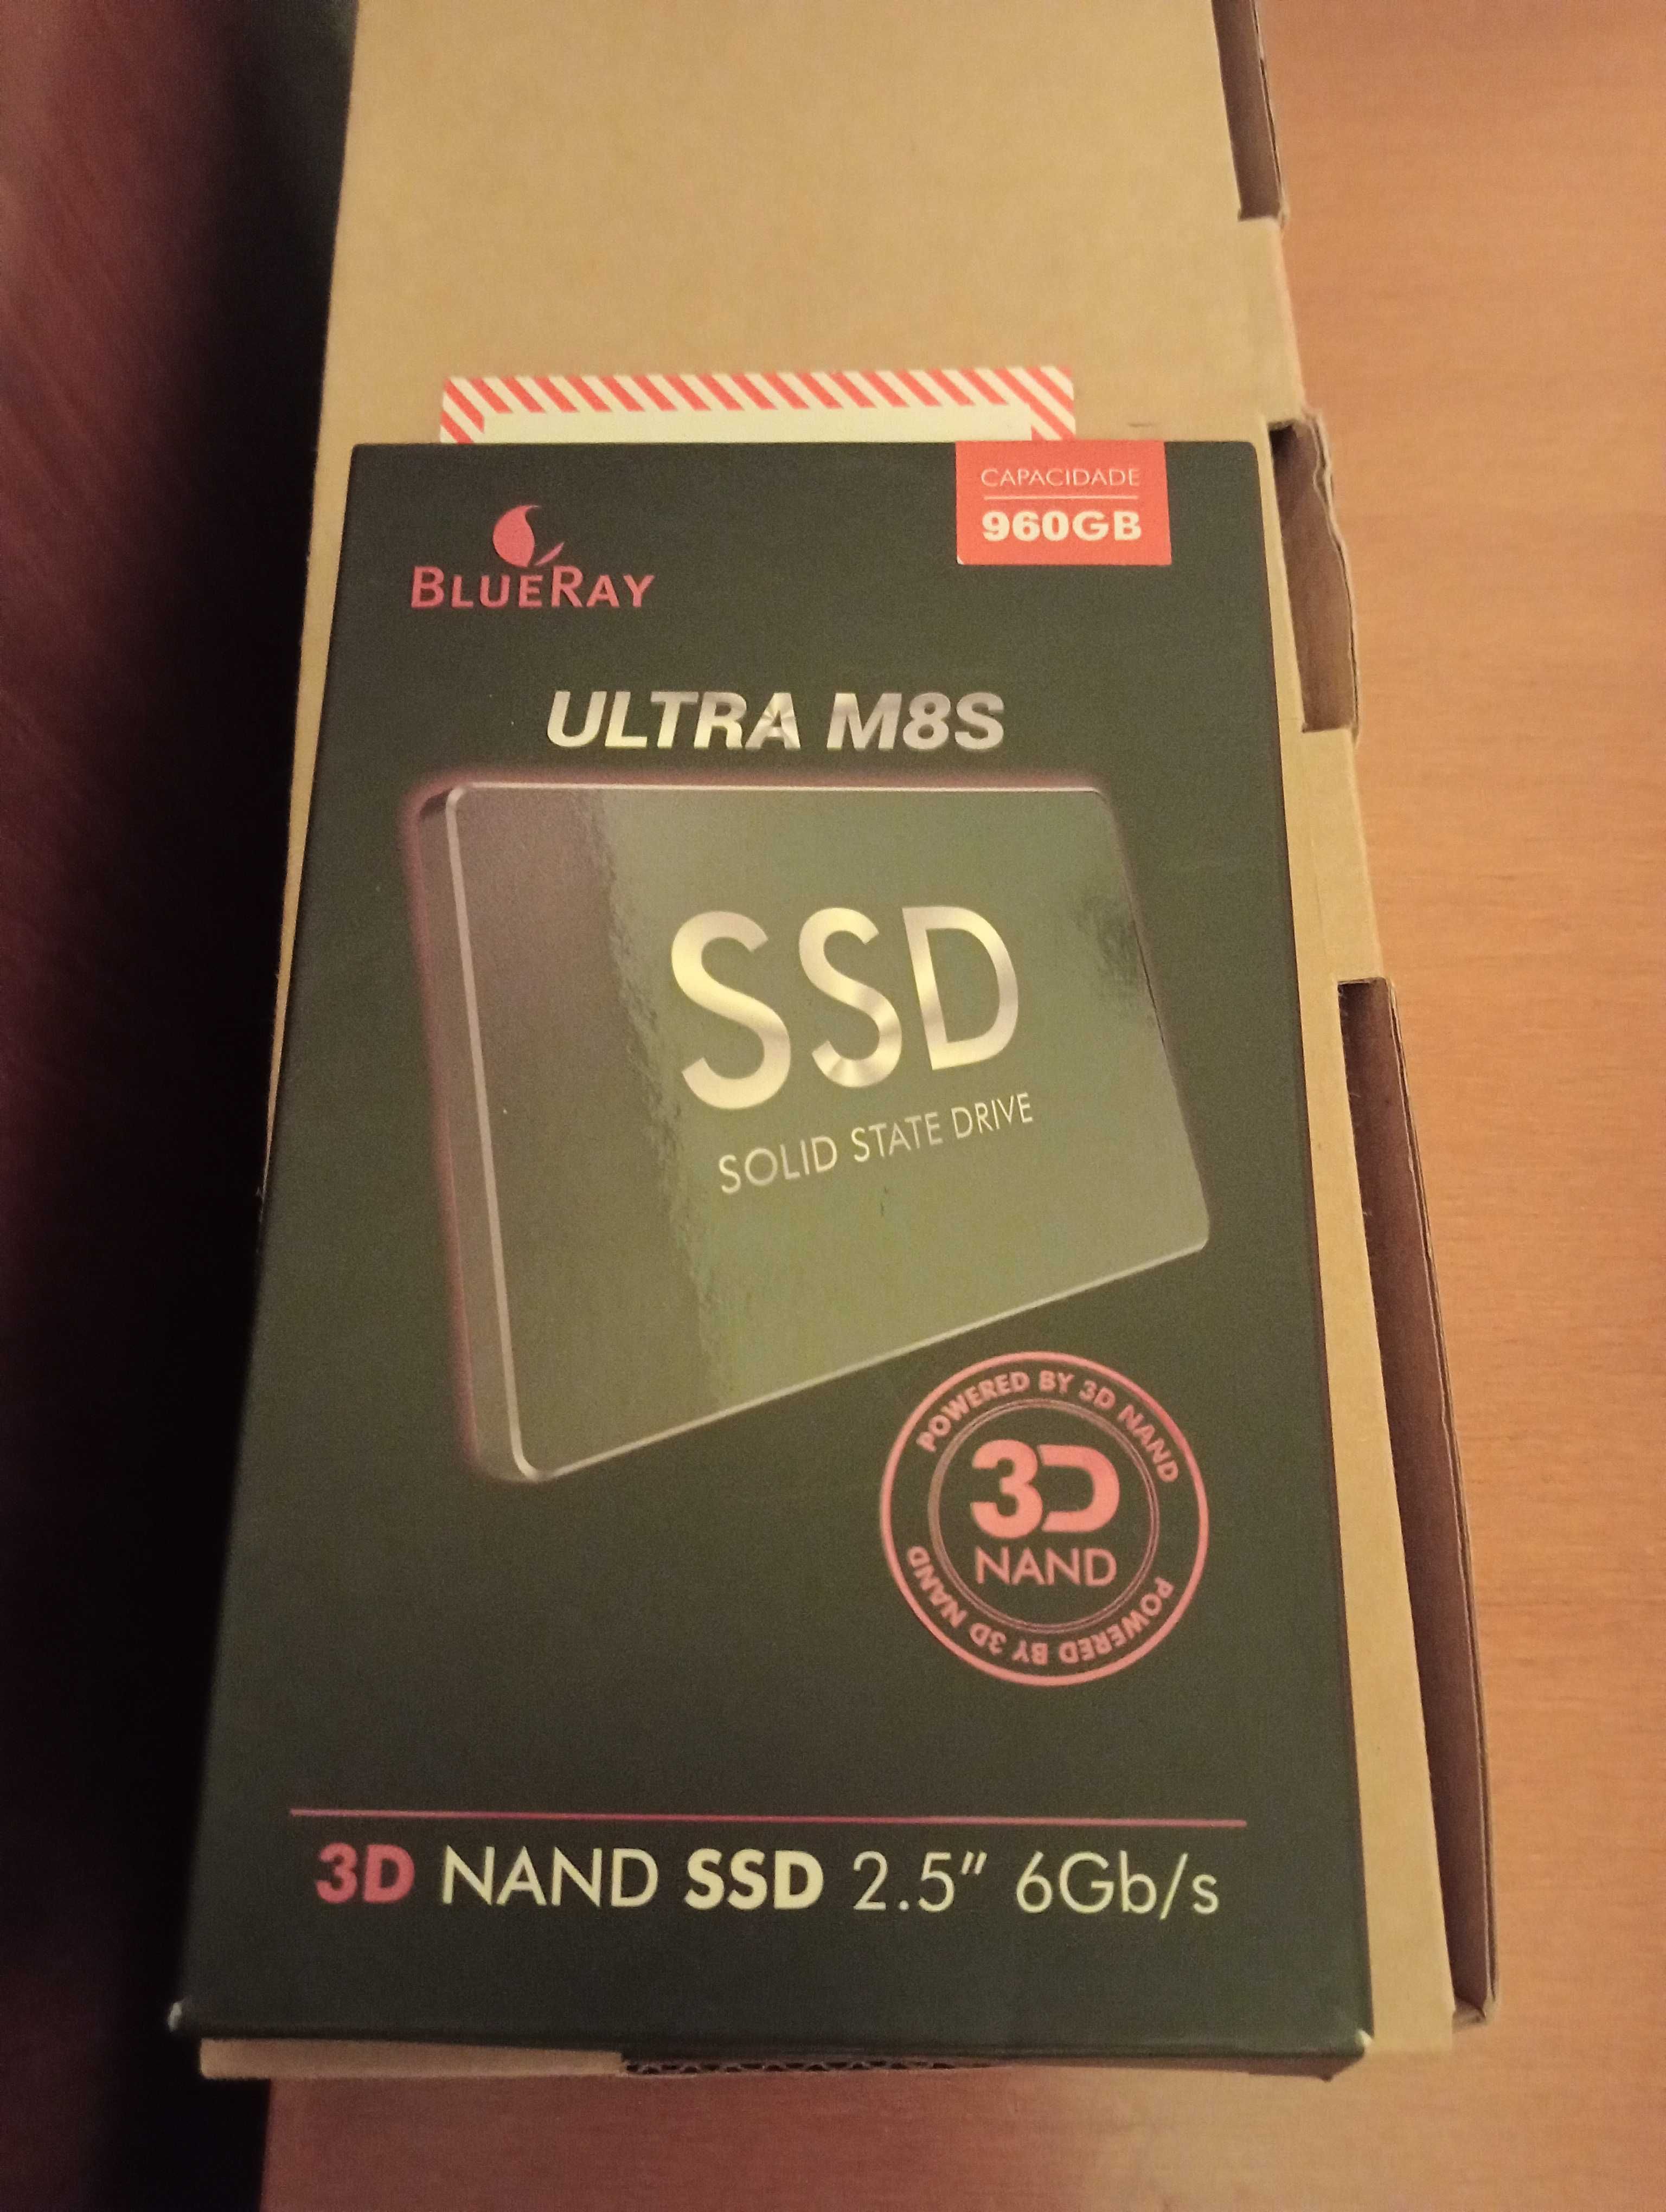 CAPACIDADE
960GB
BLUERAY
ULTRA M8S
SSD
SOLID STATE DRIVE
POWERED BY 3D NAND
3D
NAND
POWERED BY 3D NAND
3D NAND SSD 2.5" 6Gb/s